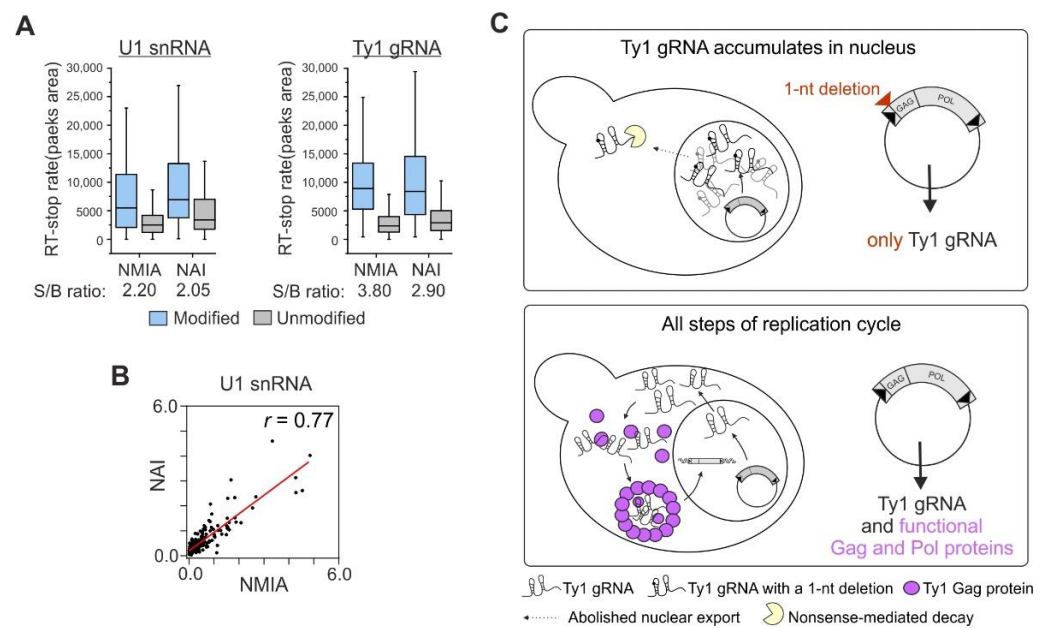 A
U1 snRNA
Ty1 gRNA
RT-stop rate(paeks area)
30,000
25,000
20,000
15,000
10,000
5000
0
NMIA NAI
S/B ratio: 2.20 2.05
RT-stop rate(paeks area)
30,000
25,000
20,000
15,000
10,000
5000
0
NMIA NAI
S/B ratio: 3.80 2.90
Modified Unmodified
B
U1 snRNA
6.0
r = 0.77
NAI
0.0
0.0 6.0
NMIA
C
Ty1 gRNA accumulates in nucleus
1-nt deletion
GAG POL
only Ty1 gRNA
All steps of replication cycle
GAG POL
Ty1 gRNA
and functional
Gag and Pol proteins
Ty1 gRNA Ty1 gRNA with a 1-nt deletion Ty1 Gag protein
Abolished nuclear export Nonsense-mediated decay